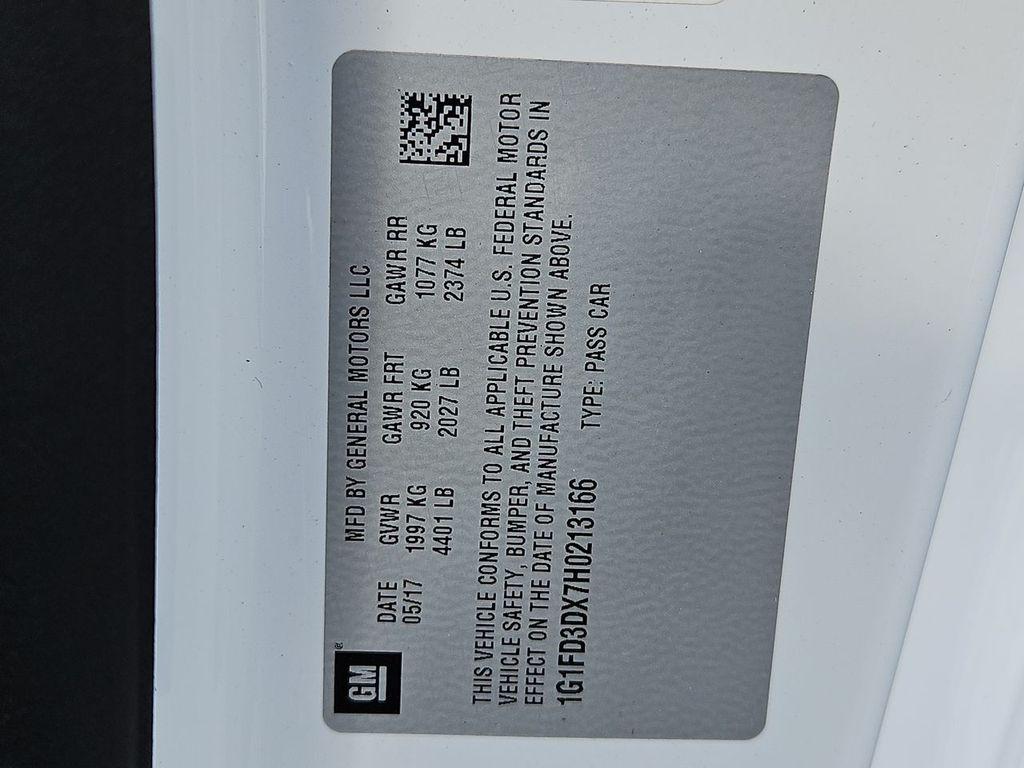 GM®
MFD BY GENERAL MOTORS LLC
DATE GVWR GAWR FRT GAWR RR
05/17 1997 KG 920 KG 1077 KG
4401 LB 2027 LB 2374 LB
THIS VEHICLE CONFORMS TO ALL APPLICABLE U.S. FEDERAL MOTOR
VEHICLE SAFETY, BUMPER, AND THEFT PREVENTION STANDARDS IN
EFFECT ON THE DATE OF MANUFACTURE SHOWN ABOVE.
1G1FD3DX7H0213166 TYPE: PASS CAR